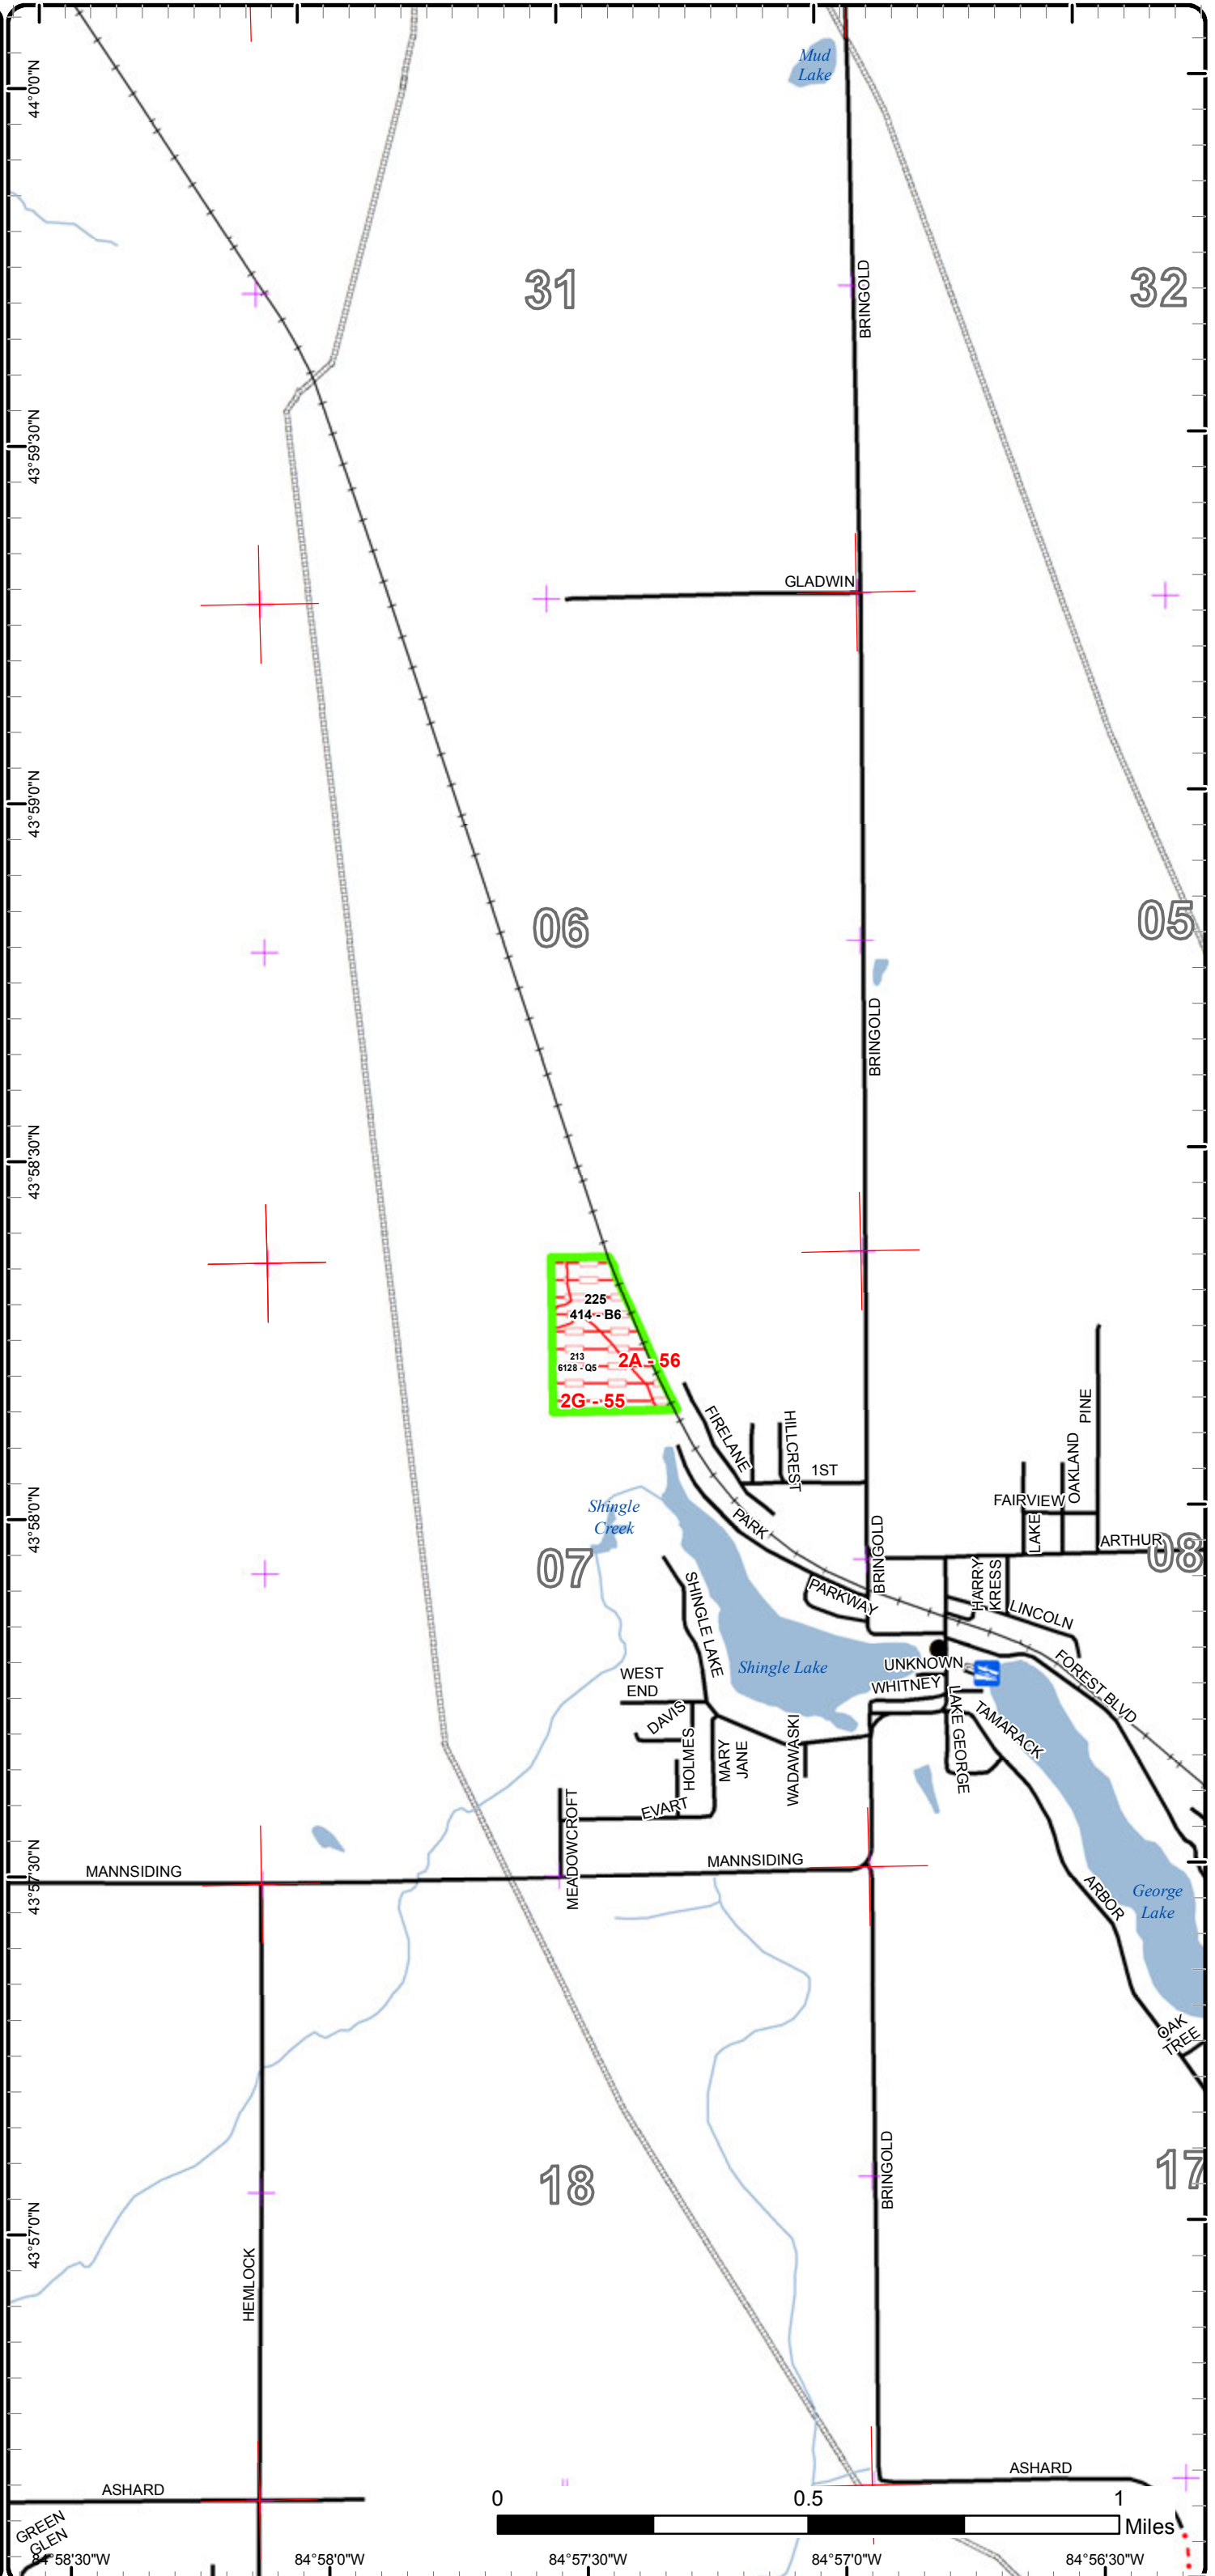 Mud
Lake
44°0'0"N
31
BRINGOLD
32
43°59'30"N
GLADWIN
43°59'0"N
06
05
BRINGOLD
43°58'30"N
225
414 - B6
213
6128 - Q5
2A - 56
2G - 55
FIRELANE
HILLCREST
1ST
PINE
OAKLAND
FAIRVIEW
LAKE
ARTHUR
43°58'0"N
Shingle
Creek
PARK
BRINGOLD
07
08
PARKWAY
HARRY
KRESS
LINCOLN
SHINGLE LAKE
Shingle Lake
UNKNOWN
WHITNEY
FOREST BLVD
WEST
END
DAVIS
HOLMES
MARY
JANE
WADAWASKI
LAKE GEORGE
TAMARACK
EVART
MEADOWCROFT
MANNSIDING
MANNSIDING
43°57'30"N
ARBOR
George
Lake
OAK
TREE
18
17
BRINGOLD
43°57'0"N
HEMLOCK
ASHARD
ASHARD
GREEN
GLEN
0 0.5 1
Miles
84°58'30"W 84°58'0"W 84°57'30"W 84°57'0"W 84°56'30"W